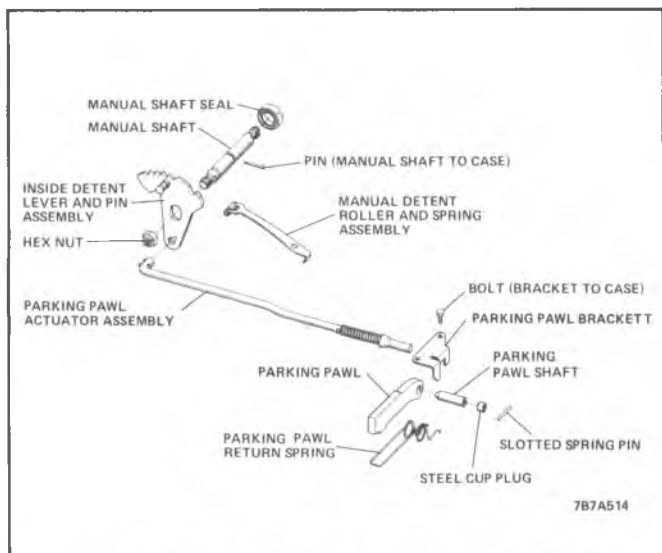 MANUAL SHAFT SEAL
MANUAL SHAFT
PIN (MANUAL SHAFT TO CASE)
INSIDE DETENT
LEVER AND PIN
ASSEMBLY
MANUAL DETENT
ROLLER AND SPRING
ASSEMBLY
HEX NUT
BOLT (BRACKET TO CASE)
PARKING PAWL
ACTUATOR ASSEMBLY
PARKING PAWL BRACKETT
PARKING
PAWL SHAFT
PARKING PAWL
PARKING PAWL
RETURN SPRING
SLOTTED SPRING PIN
STEEL CUP PLUG
7B7A514